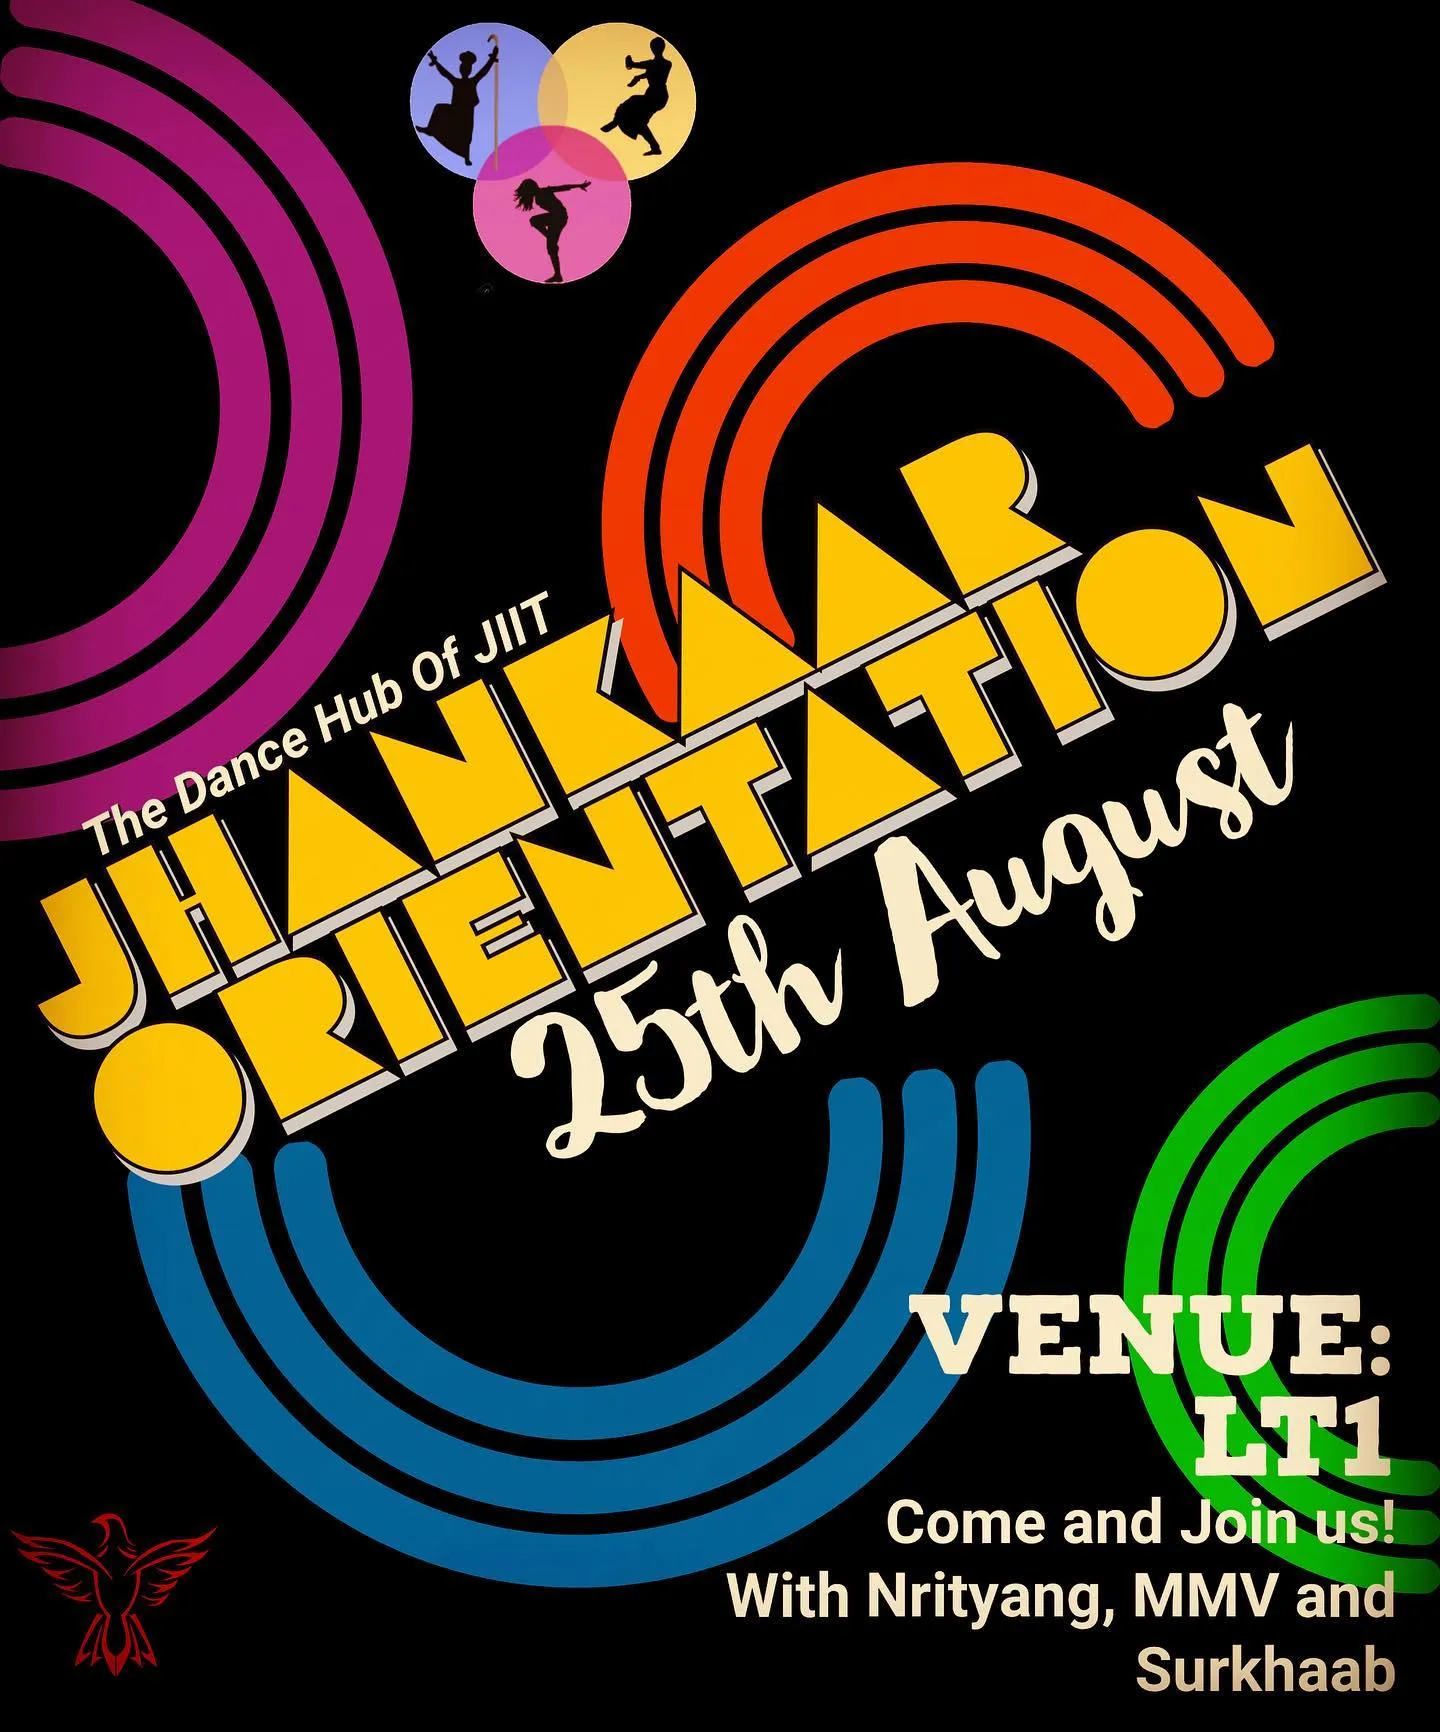 The Dance Hub Of JIIT
JHANKAAR
ORIENTATION
25th August
VENUE:
LT1
Come and Join us!
With Nrityang, MMV and
Surkhaab